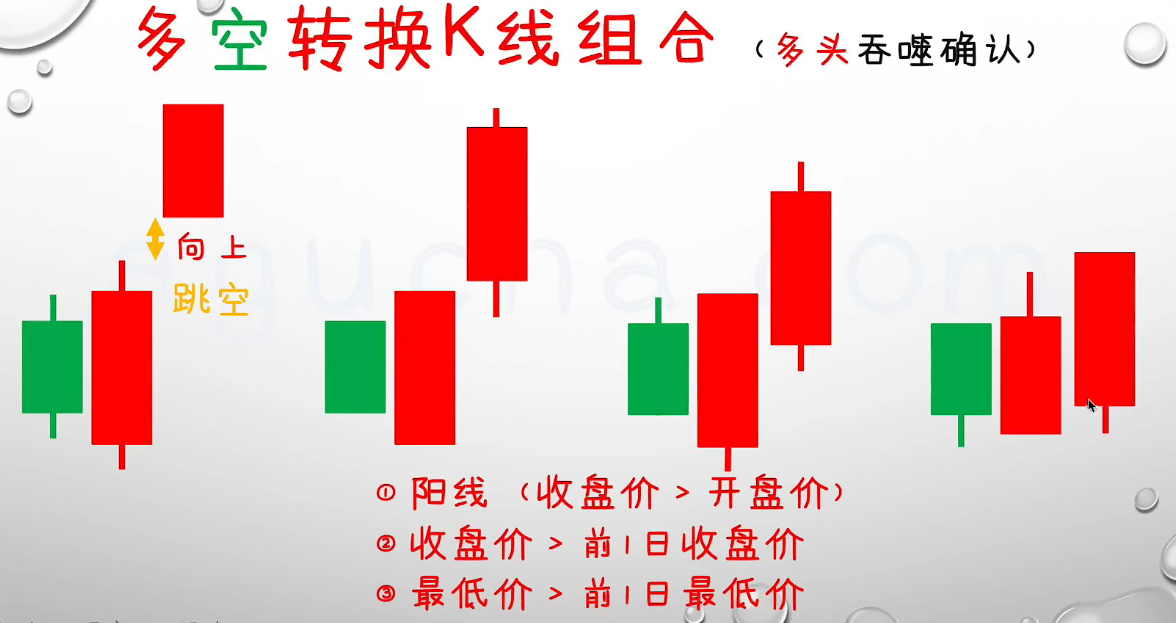 多空转换K线组合（多头吞噬确认）
向上
跳空
① 阳线（收盘价 > 开盘价）
② 收盘价 > 前1日收盘价
③ 最低价 > 前1日最低价